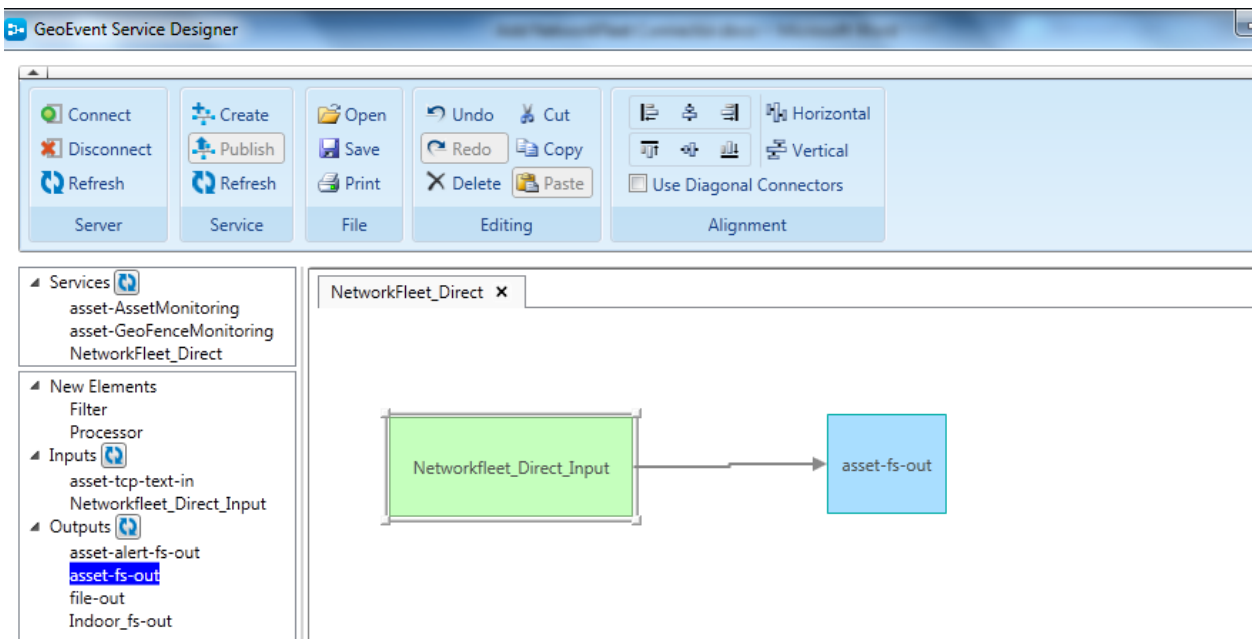 GeoEvent Service Designer
Connect
Create
Open
Undo
Cut
Horizontal
Disconnect
Publish
Save
Redo
Copy
Vertical
Refresh
Refresh
Print
Delete
Paste
Use Diagonal Connectors
Server
Service
File
Editing
Alignment
Services
asset-AssetMonitoring
asset-GeoFenceMonitoring
NetworkFleet_Direct
New Elements
Filter
Processor
Inputs
asset-tcp-text-in
Networkfleet_Direct_Input
Outputs
asset-alert-fs-out
asset-fs-out
file-out
Indoor_fs-out
NetworkFleet_Direct
Networkfleet_Direct_Input
asset-fs-out